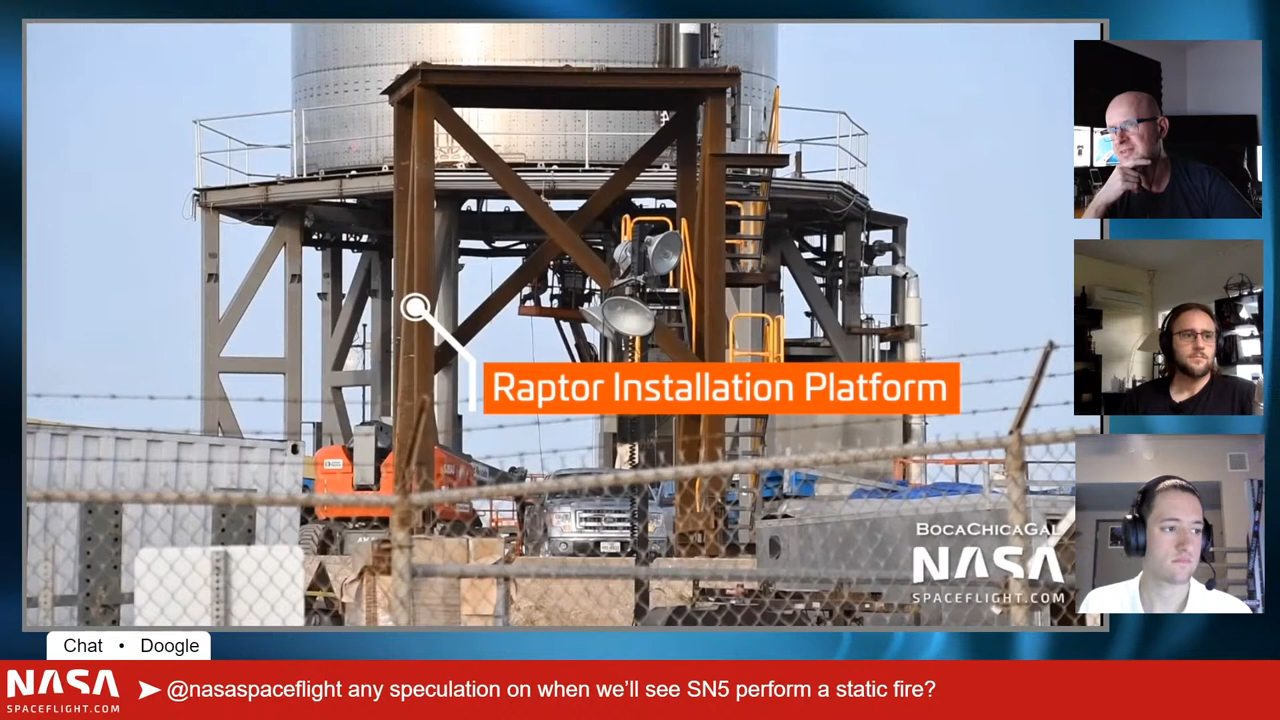 Raptor Installation Platform
BOCACHICAGAL
NASA
SPACEFLIGHT.COM
Chat • Doogle
NASA
SPACEFLIGHT.COM
@nasaspaceflight any speculation on when we'll see SN5 perform a static fire?